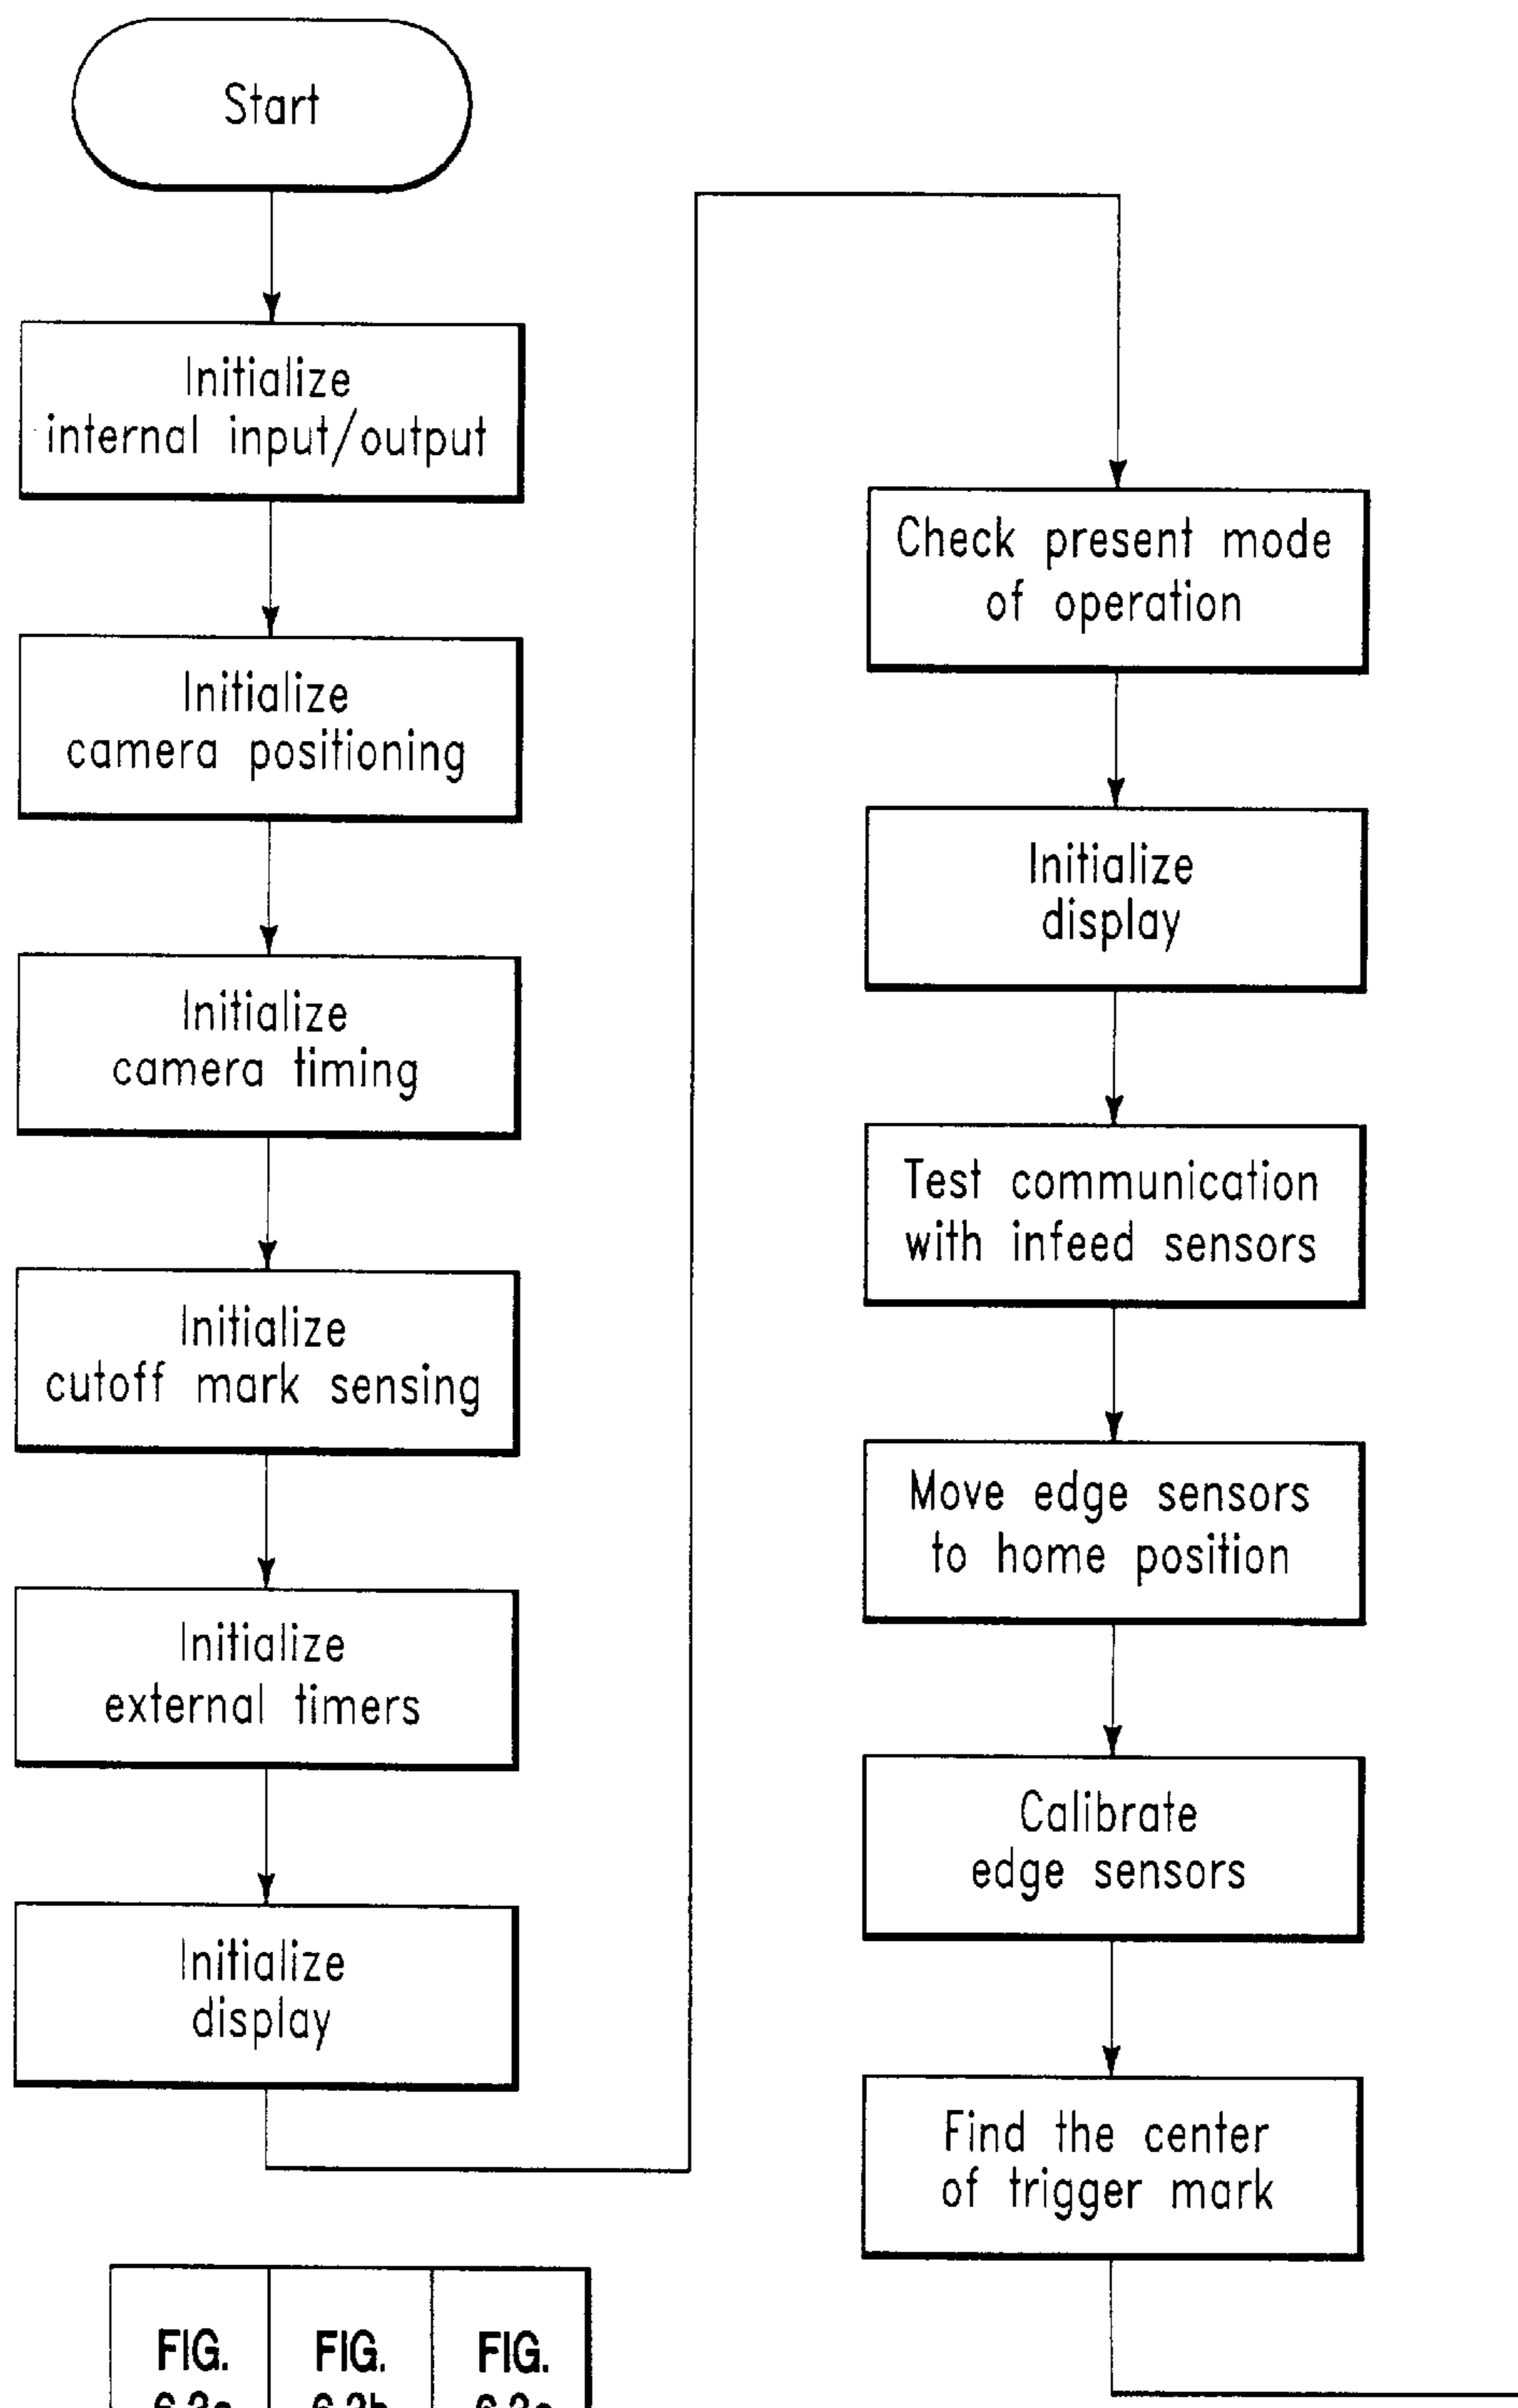 Start
Initialize
internal input/output
Initialize
camera positioning
Initialize
camera timing
Initialize
cutoff mark sensing
Initialize
external timers
Initialize
display
Check present mode
of operation
Initialize
display
Test communication
with infeed sensors
Move edge sensors
to home position
Calibrate
edge sensors
Find the center
of trigger mark
FIG. FIG. FIG.